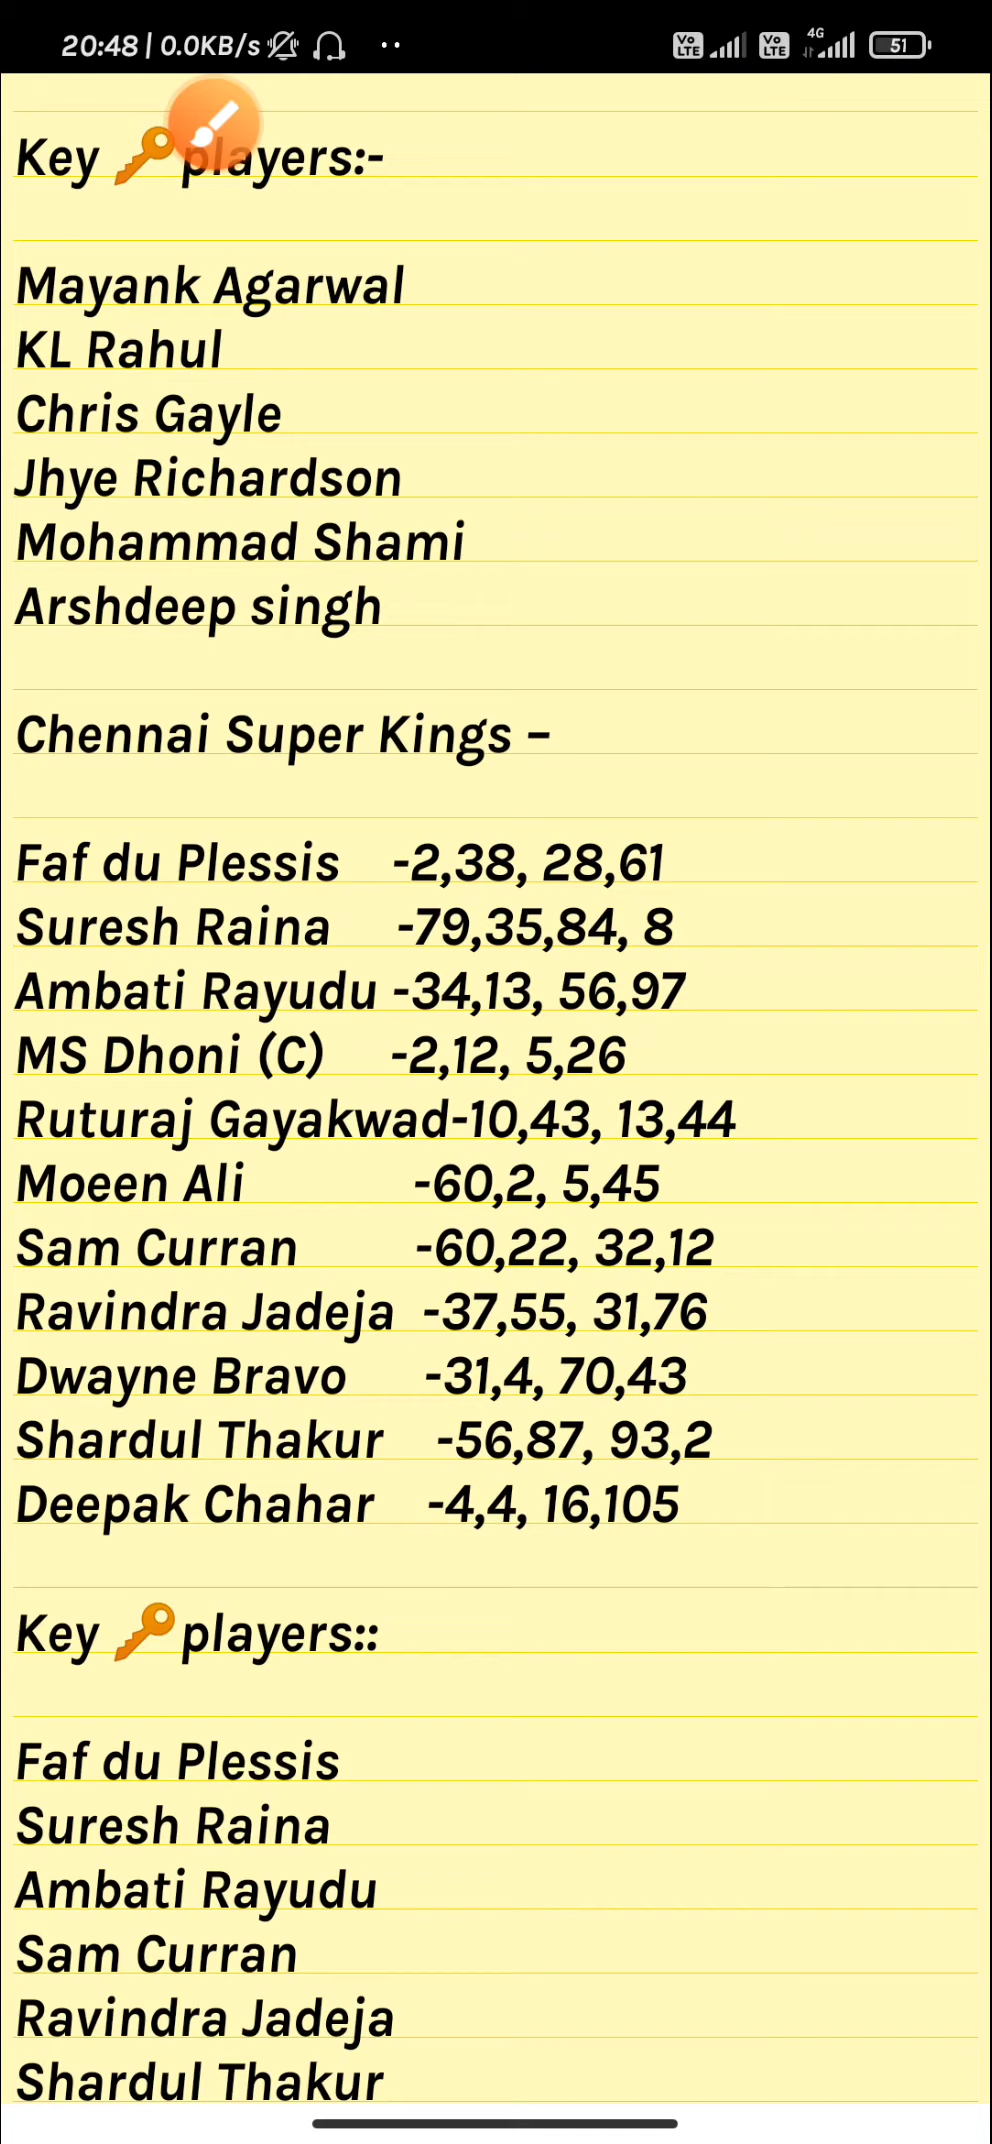 20:48 | 0.0KB/s
4G
Vo LTE
Vo LTE
51
Key 🔑players:-
Mayank Agarwal
KL Rahul
Chris Gayle
Jhye Richardson
Mohammad Shami
Arshdeep singh
Chennai Super Kings –
Faf du Plessis -2,38, 28,61
Suresh Raina -79,35,84, 8
Ambati Rayudu -34,13, 56,97
MS Dhoni (C) -2,12, 5,26
Ruturaj Gayakwad-10,43, 13,44
Moeen Ali -60,2, 5,45
Sam Curran -60,22, 32,12
Ravindra Jadeja -37,55, 31,76
Dwayne Bravo -31,4, 70,43
Shardul Thakur -56,87, 93,2
Deepak Chahar -4,4, 16,105
Key 🔑players::
Faf du Plessis
Suresh Raina
Ambati Rayudu
Sam Curran
Ravindra Jadeja
Shardul Thakur